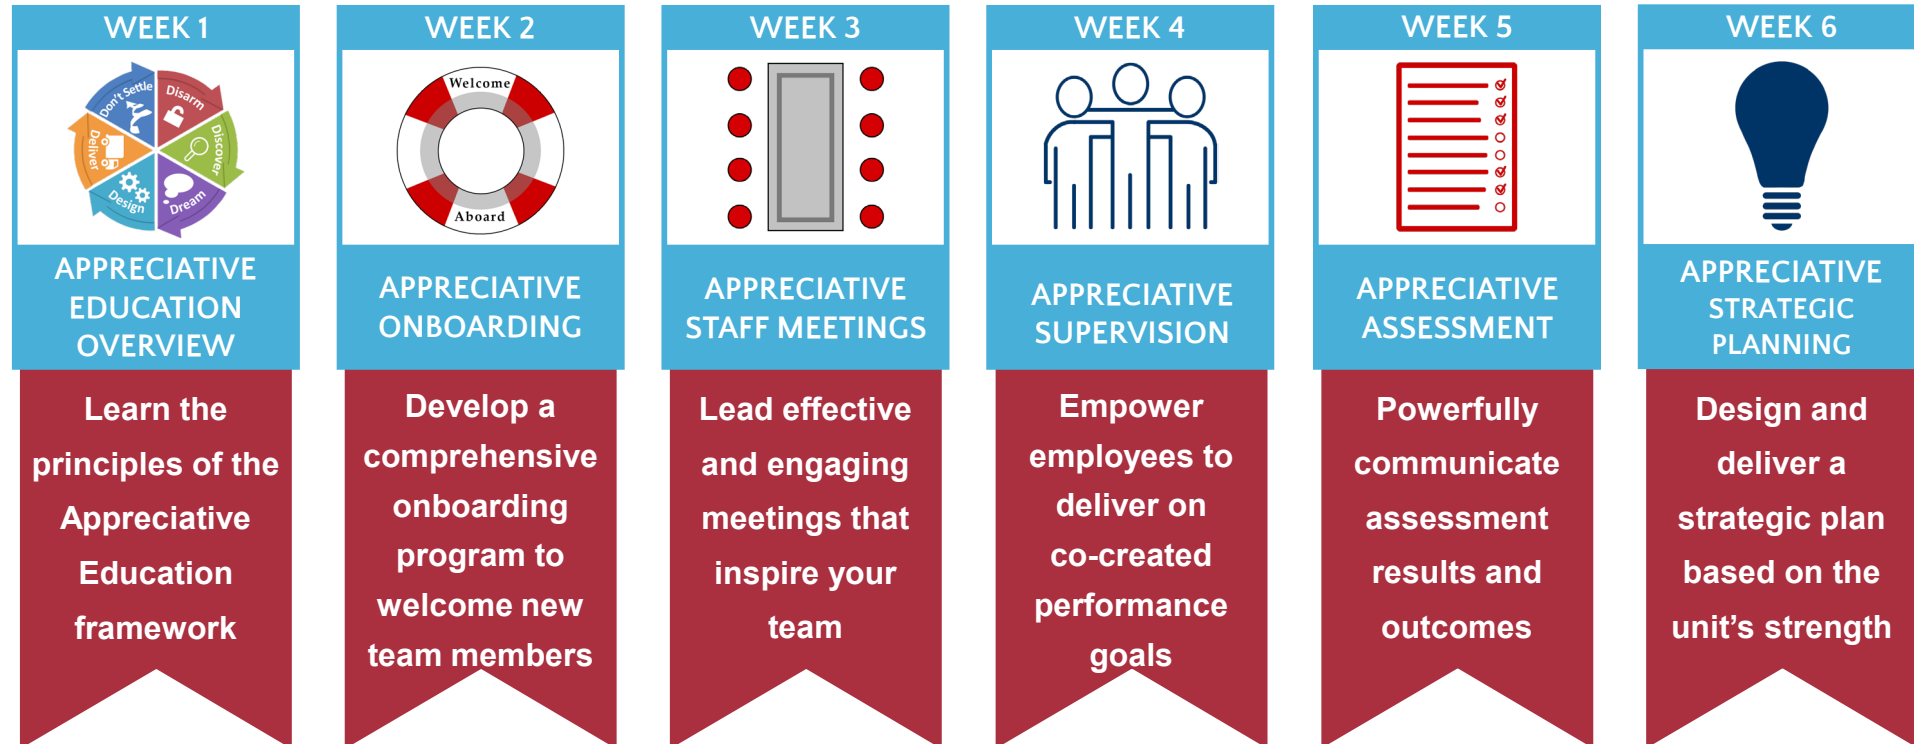 WEEK 1
Don't Settle
Disarm
Discover
Dream
Design
Deliver
APPRECIATIVE
EDUCATION
OVERVIEW
Learn the
principles of the
Appreciative
Education
framework
WEEK 2
Welcome
Aboard
APPRECIATIVE
ONBOARDING
Develop a
comprehensive
onboarding
program to
welcome new
team members
WEEK 3
APPRECIATIVE
STAFF MEETINGS
Lead effective
and engaging
meetings that
inspire your
team
WEEK 4
APPRECIATIVE
SUPERVISION
Empower
employees to
deliver on
co-created
performance
goals
WEEK 5
APPRECIATIVE
ASSESSMENT
Powerfully
communicate
assessment
results and
outcomes
WEEK 6
APPRECIATIVE
STRATEGIC
PLANNING
Design and
deliver a
strategic plan
based on the
unit’s strength